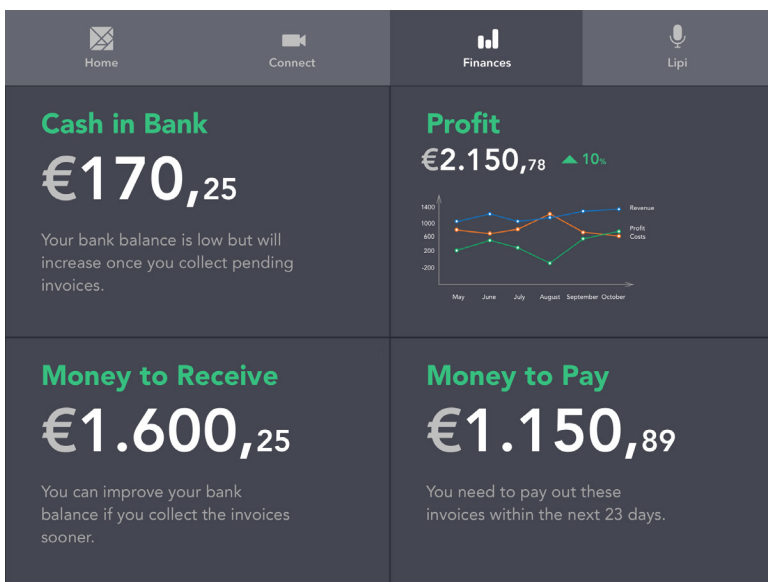 Home
Connect
Finances
Lipi
Cash in Bank
€170,25
Your bank balance is low but will
increase once you collect pending
invoices.
Profit
€2.150,78 10%
1400
1000
600
200
-200
Revenue
Profit
Costs
May June July August September October
Money to Receive
€1.600,25
You can improve your bank
balance if you collect the invoices
sooner.
Money to Pay
€1.150,89
You need to pay out these
invoices within the next 23 days.